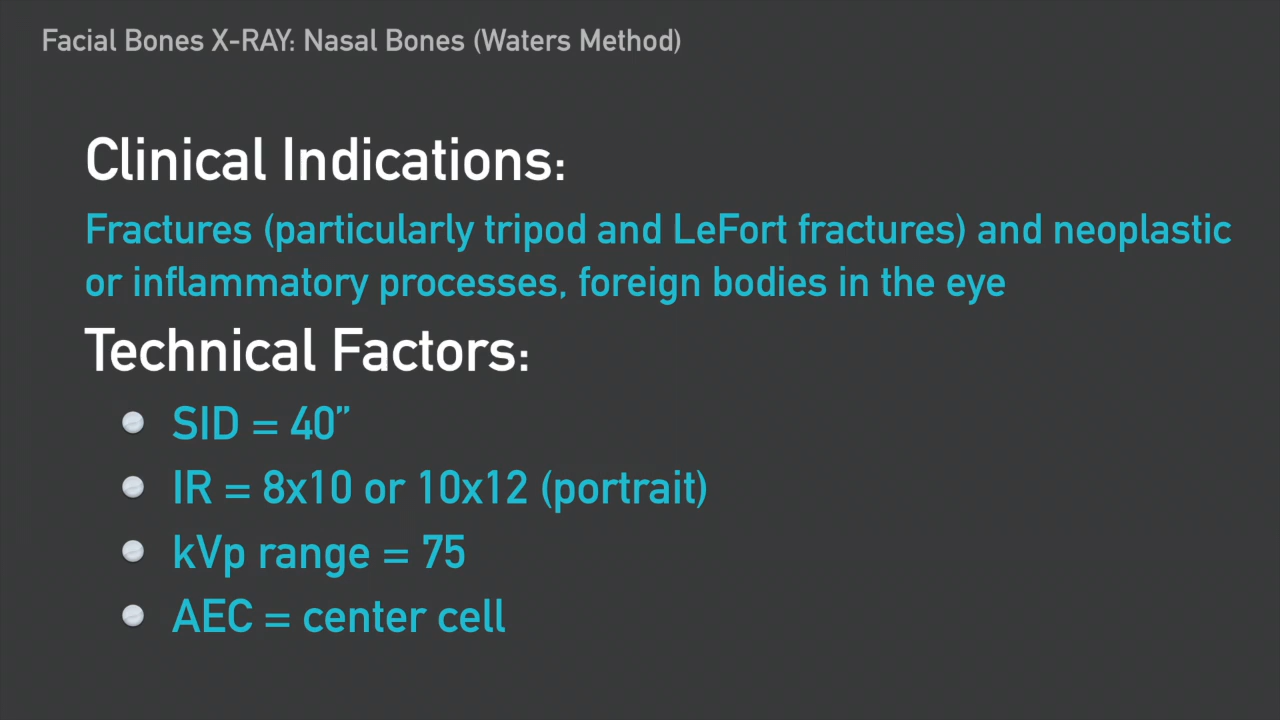 Facial Bones X-RAY: Nasal Bones (Waters Method)
Clinical Indications:
Fractures (particularly tripod and LeFort fractures) and neoplastic
or inflammatory processes, foreign bodies in the eye
Technical Factors:
SID = 40”
IR = 8x10 or 10x12 (portrait)
kVp range = 75
AEC = center cell